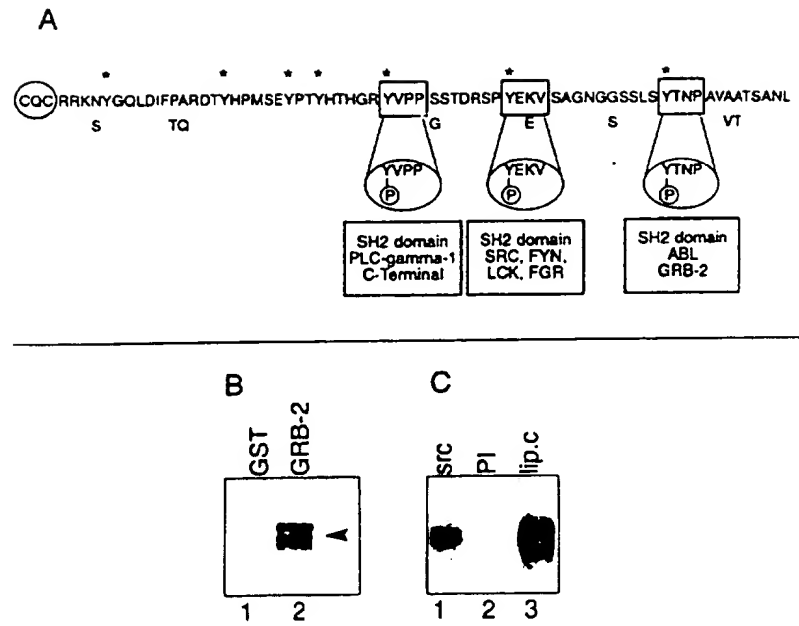 A
* * * * * * *
CQC RRKNYGQLDIFPARDTYHPMSEYPTYHTHGR YVPP SSTDRSP YEKV SAGNGGSSLS YTNP AVAATSANL
S TQ G E S VT
YVPP YEKV YTNP
P P P
SH2 domain
PLC-gamma-1
C-Terminal
SH2 domain
SRC, FYN,
LCK, FGR
SH2 domain
ABL
GRB-2
B
GST
GRB-2
1 2
C
src
PI
lip.c
1 2 3